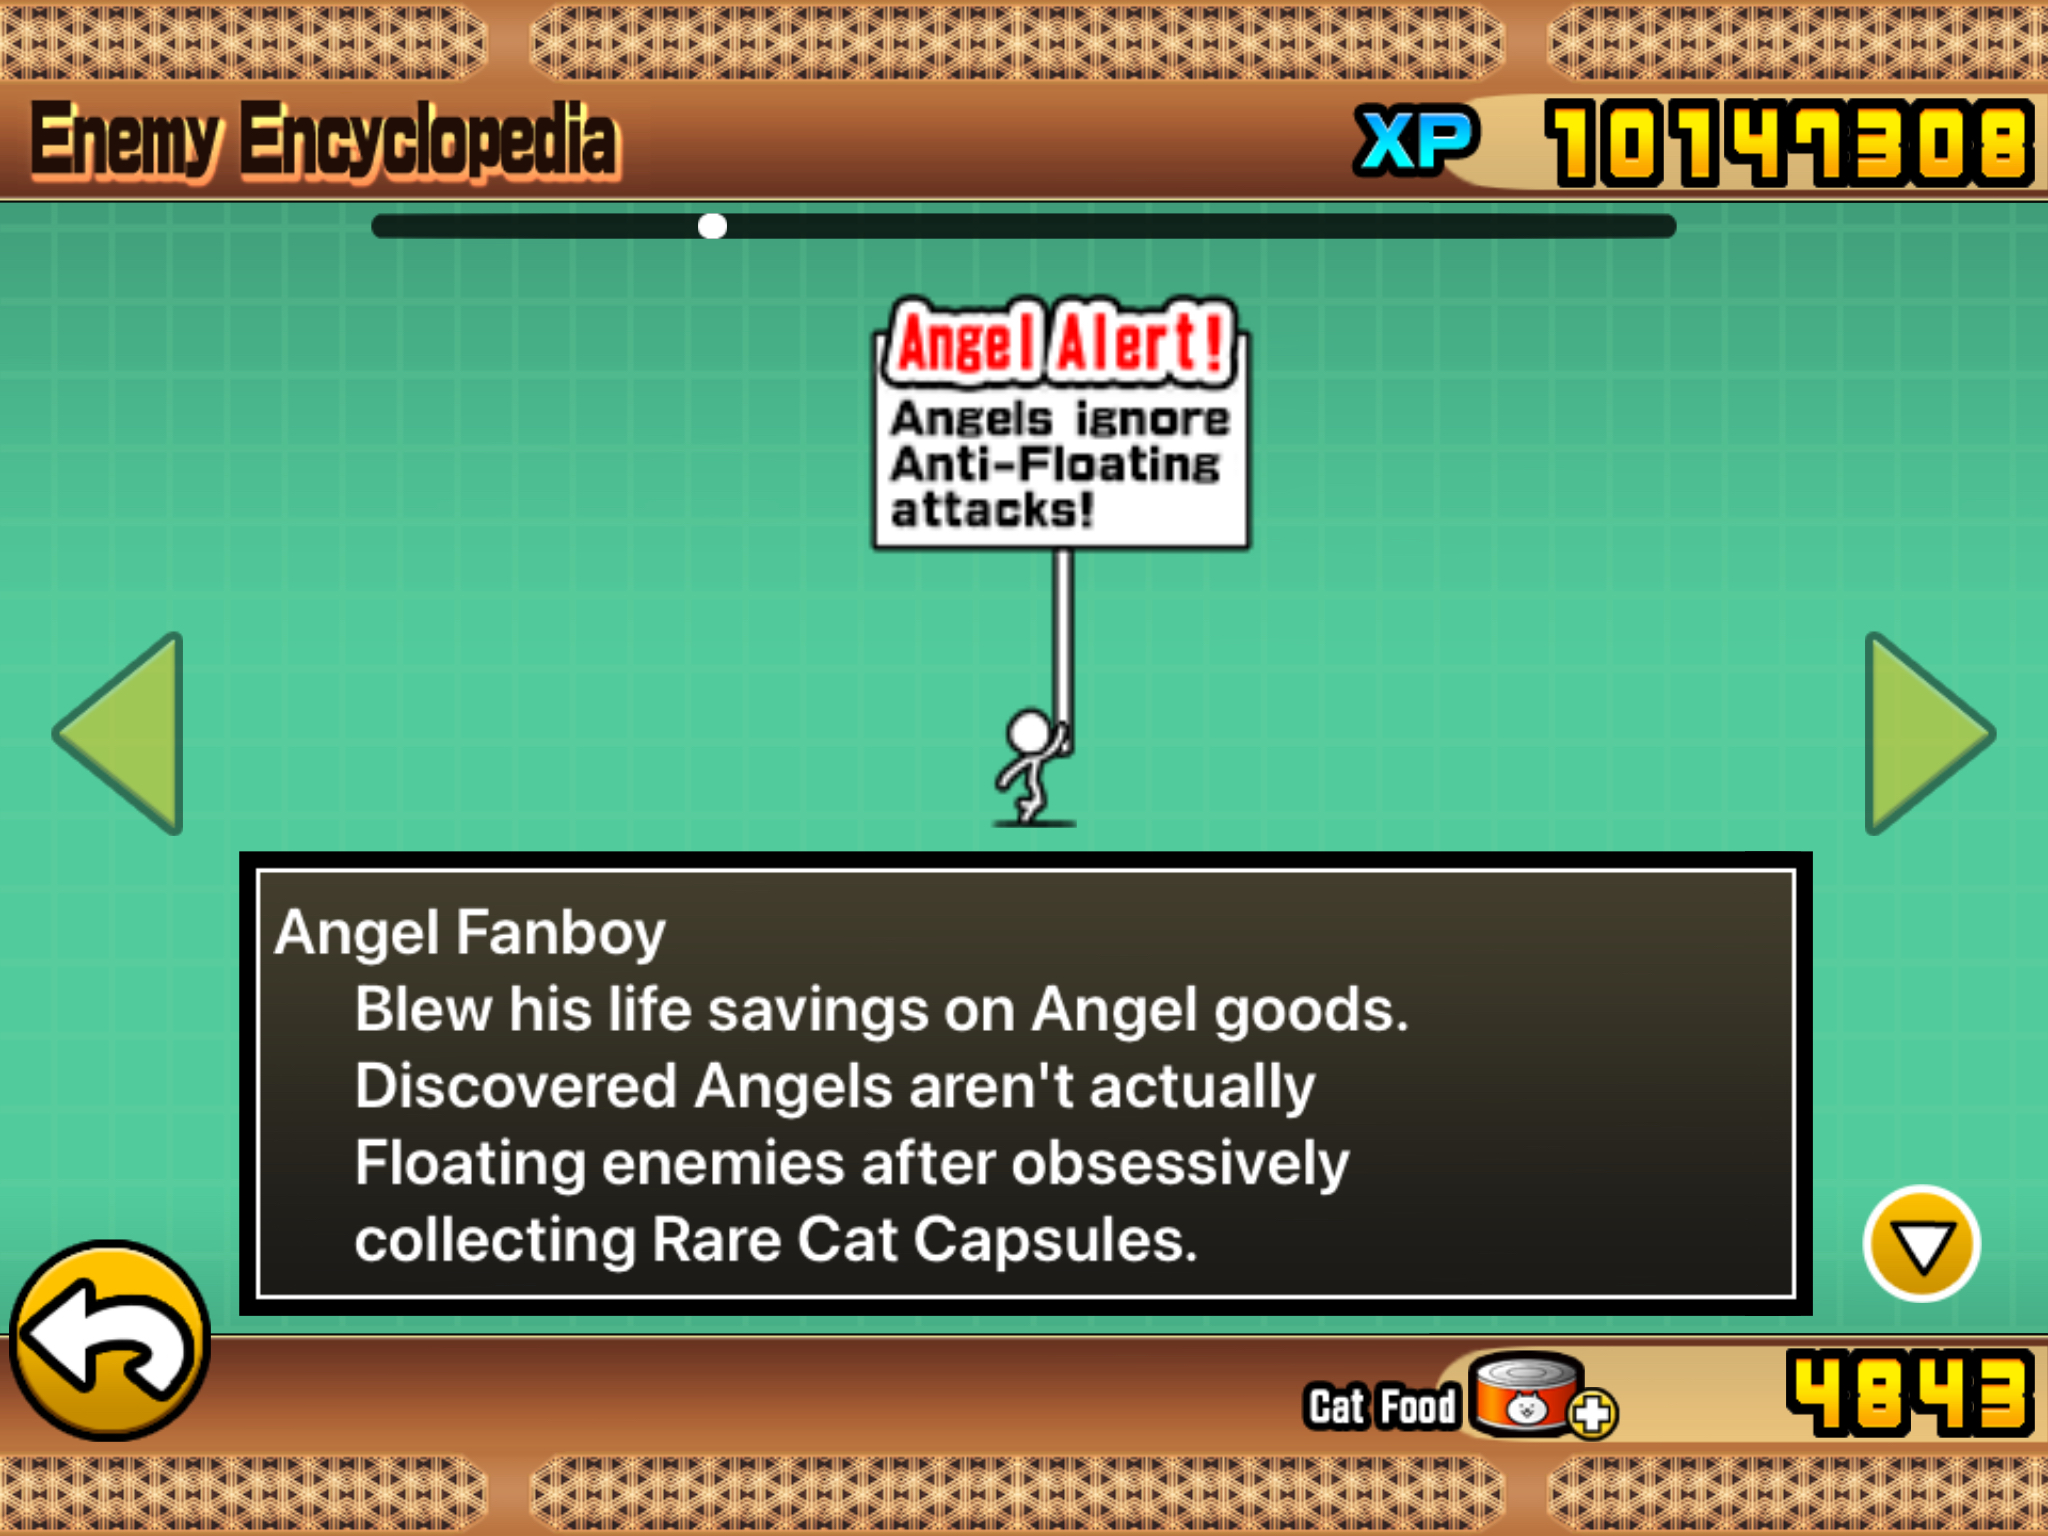 Enemy Encyclopedia
XP 10147308
Angel Alert!
Angels ignore
Anti-Floating
attacks!
Angel Fanboy
Blew his life savings on Angel goods.
Discovered Angels aren't actually
Floating enemies after obsessively
collecting Rare Cat Capsules.
Cat Food 4843